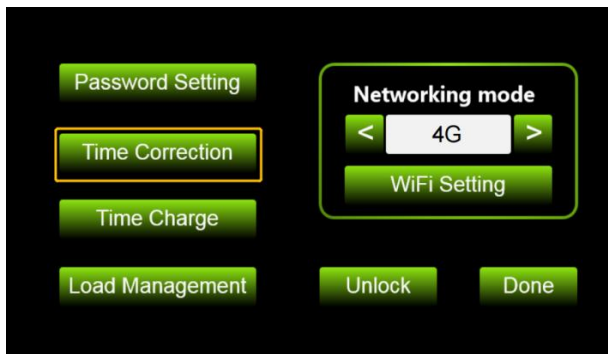 Password Setting
Time Correction
Time Charge
Load Management
Networking mode
< 4G >
WiFi Setting
Unlock
Done